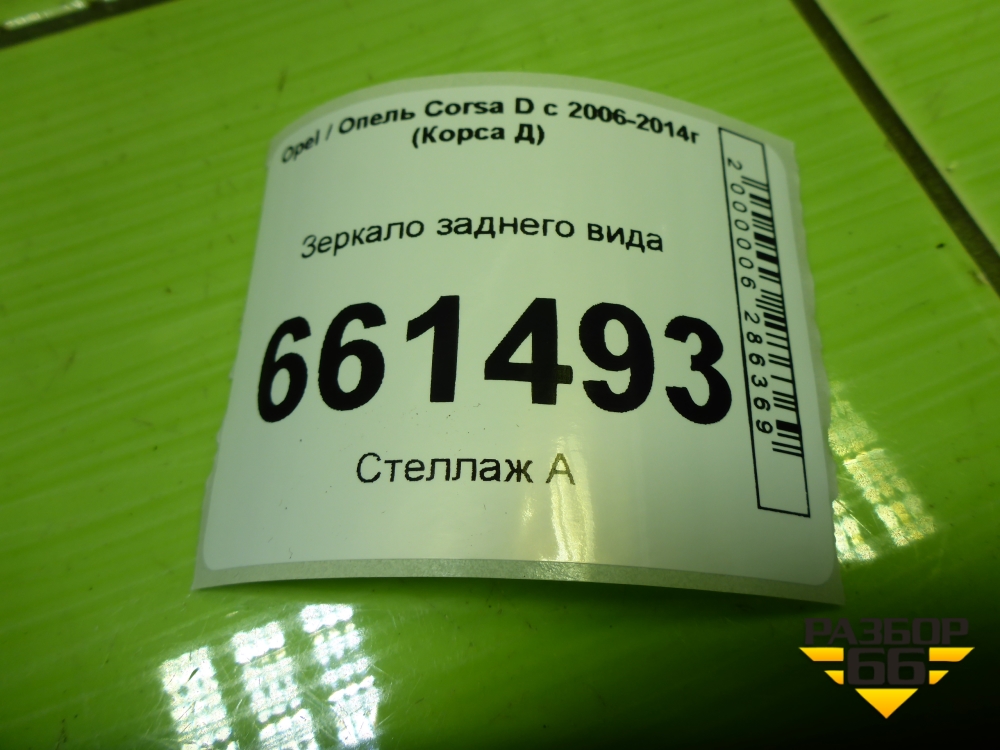 Opel / Опель Corsa D с 2006-2014г
(Корса Д)
Зеркало заднего вида
661493
Стеллаж А
2000006286369
РАЗБОР
66